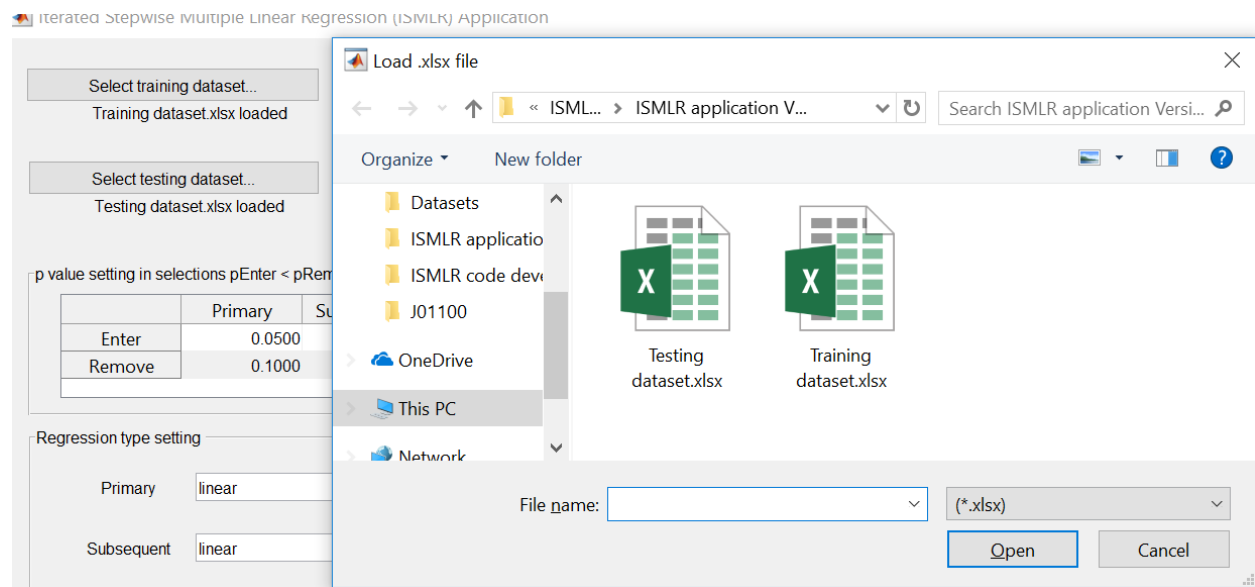 Iterated Stepwise Multiple Linear Regression (ISMLR) Application
Select training dataset...
Training dataset.xlsx loaded
Select testing dataset...
Testing dataset.xlsx loaded
p value setting in selections pEnter < pRem
Primary Su
Enter 0.0500
Remove 0.1000
Regression type setting
Primary linear
Subsequent linear
Load .xlsx file
« ISML... > ISMLR application V...
Search ISMLR application Versi...
Organize New folder
Datasets
ISMLR applicatio
ISMLR code deve
J01100
OneDrive
This PC
Network
Testing
dataset.xlsx
Training
dataset.xlsx
File name:
(*.xlsx)
Open Cancel